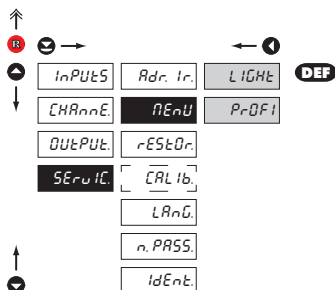 R
DEF
InPUtS. Adr. Ir. LIGHt
CHAnnE. MEnU PrOFI
OUtPUt. rEStOr.
SErvIC. CALIb.
LAnG.
n. PASS.
IdEnt.